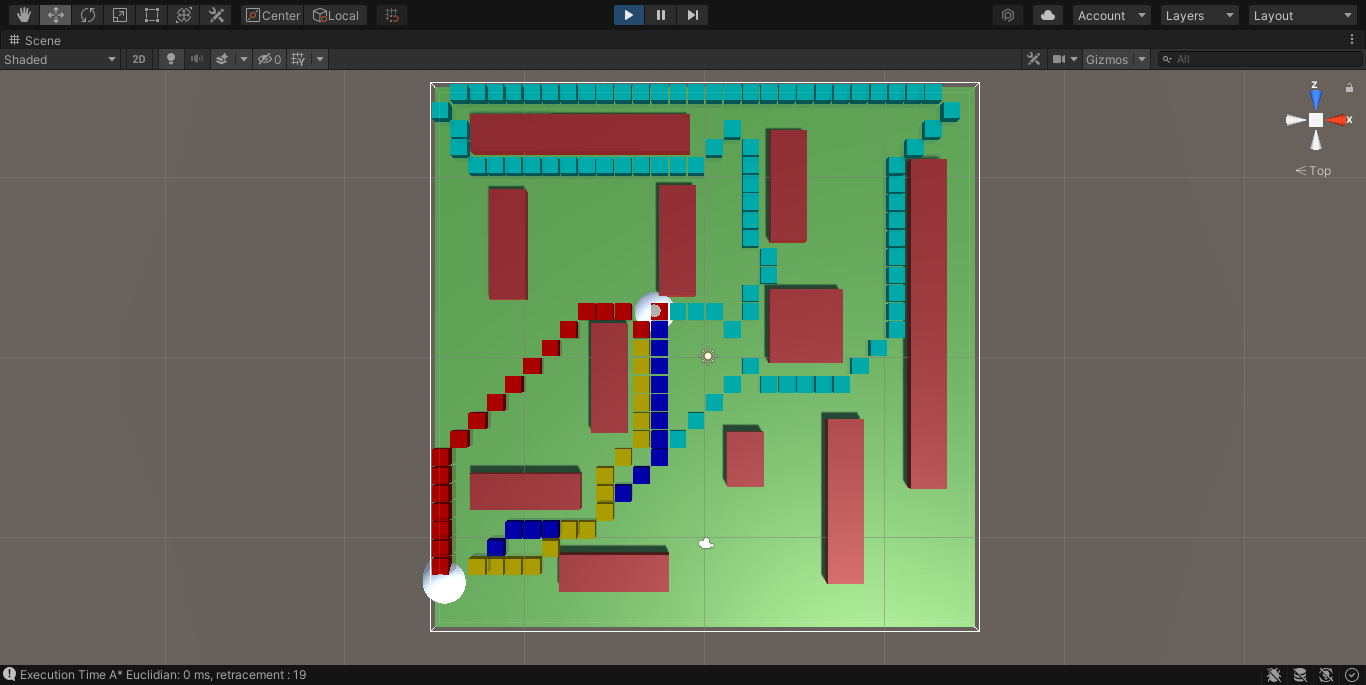 Center Local Account Layers Layout
Scene
Shaded 2D 0 Gizmos All
z
x
Top
Execution Time A* Euclidian: 0 ms, retracement : 19